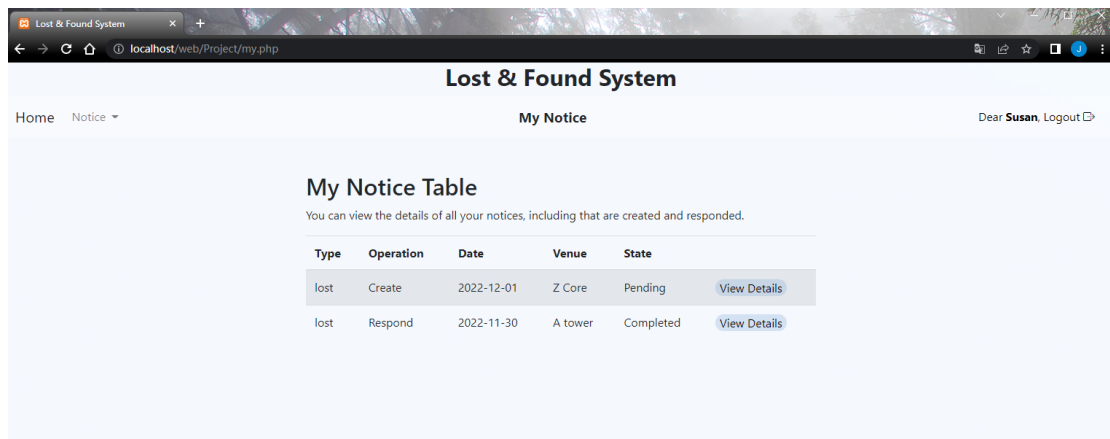 Lost & Found System
localhost/web/Project/my.php
J
Lost & Found System
Home Notice My Notice Dear Susan, Logout
My Notice Table
You can view the details of all your notices, including that are created and responded.
Type Operation Date Venue State
lost Create 2022-12-01 Z Core Pending View Details
lost Respond 2022-11-30 A tower Completed View Details